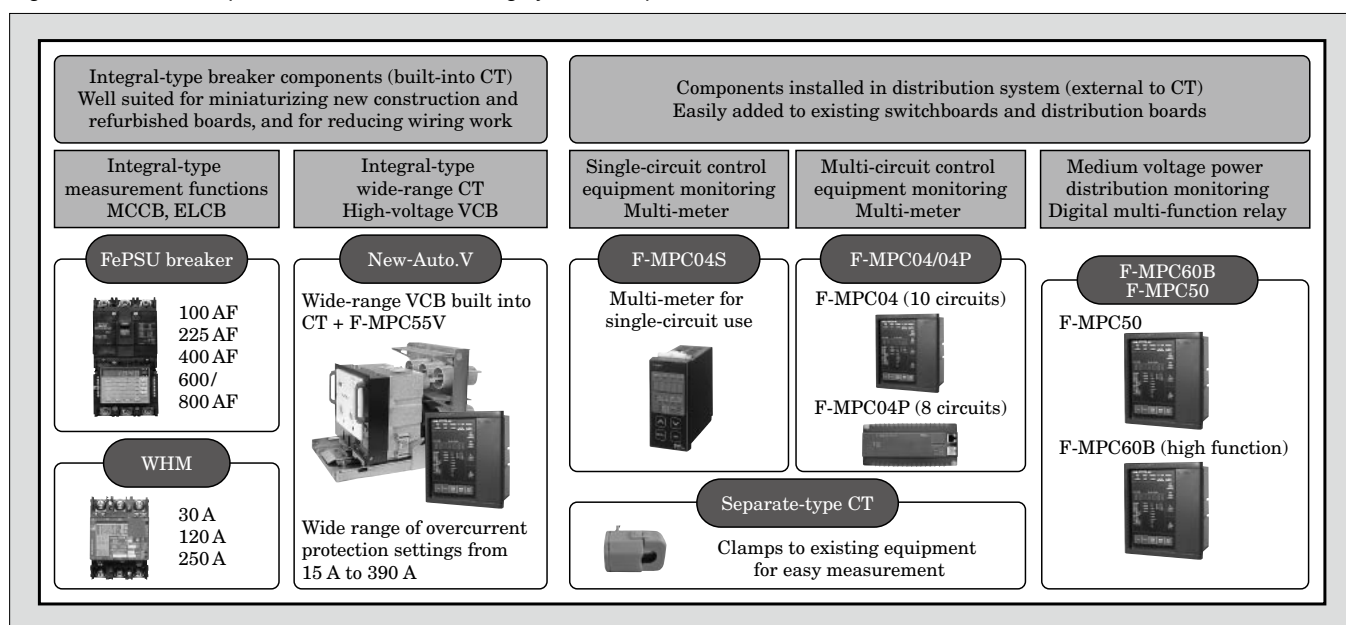 Integral-type breaker components (built-into CT)
Well suited for miniaturizing new construction and
refurbished boards, and for reducing wiring work
Components installed in distribution system (external to CT)
Easily added to existing switchboards and distribution boards
Integral-type
measurement functions
MCCB, ELCB
Integral-type
wide-range CT
High-voltage VCB
Single-circuit control
equipment monitoring
Multi-meter
Multi-circuit control
equipment monitoring
Multi-meter
Medium voltage power
distribution monitoring
Digital multi-function relay
FePSU breaker
100 AF
225 AF
400 AF
600/
800 AF
WHM
30 A
120 A
250 A
New-Auto.V
Wide-range VCB built into
CT + F-MPC55V
Wide range of overcurrent
protection settings from
15 A to 390 A
F-MPC04S
Multi-meter for
single-circuit use
F-MPC04/04P
F-MPC04 (10 circuits)
F-MPC04P (8 circuits)
Separate-type CT
Clamps to existing equipment
for easy measurement
F-MPC60B
F-MPC50
F-MPC50
F-MPC60B (high function)